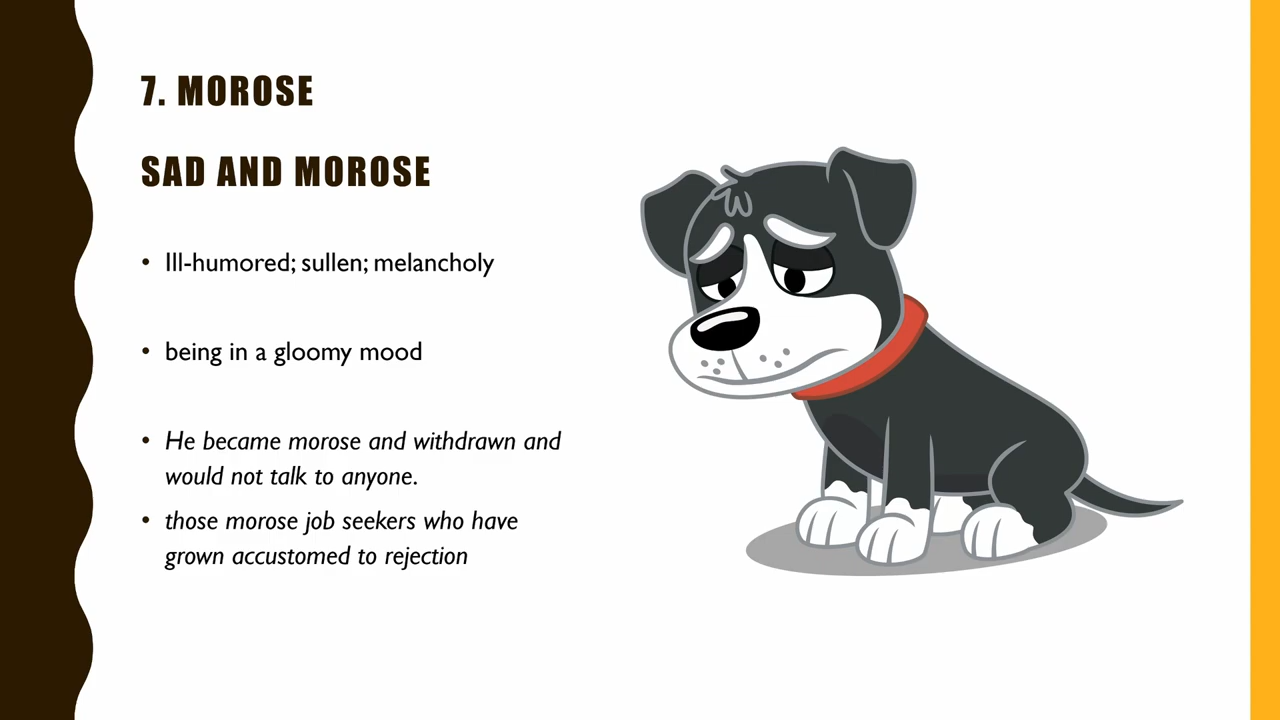 7. MOROSE
SAD AND MOROSE
• Ill-humored; sullen; melancholy
• being in a gloomy mood
• He became morose and withdrawn and
would not talk to anyone.
• those morose job seekers who have
grown accustomed to rejection